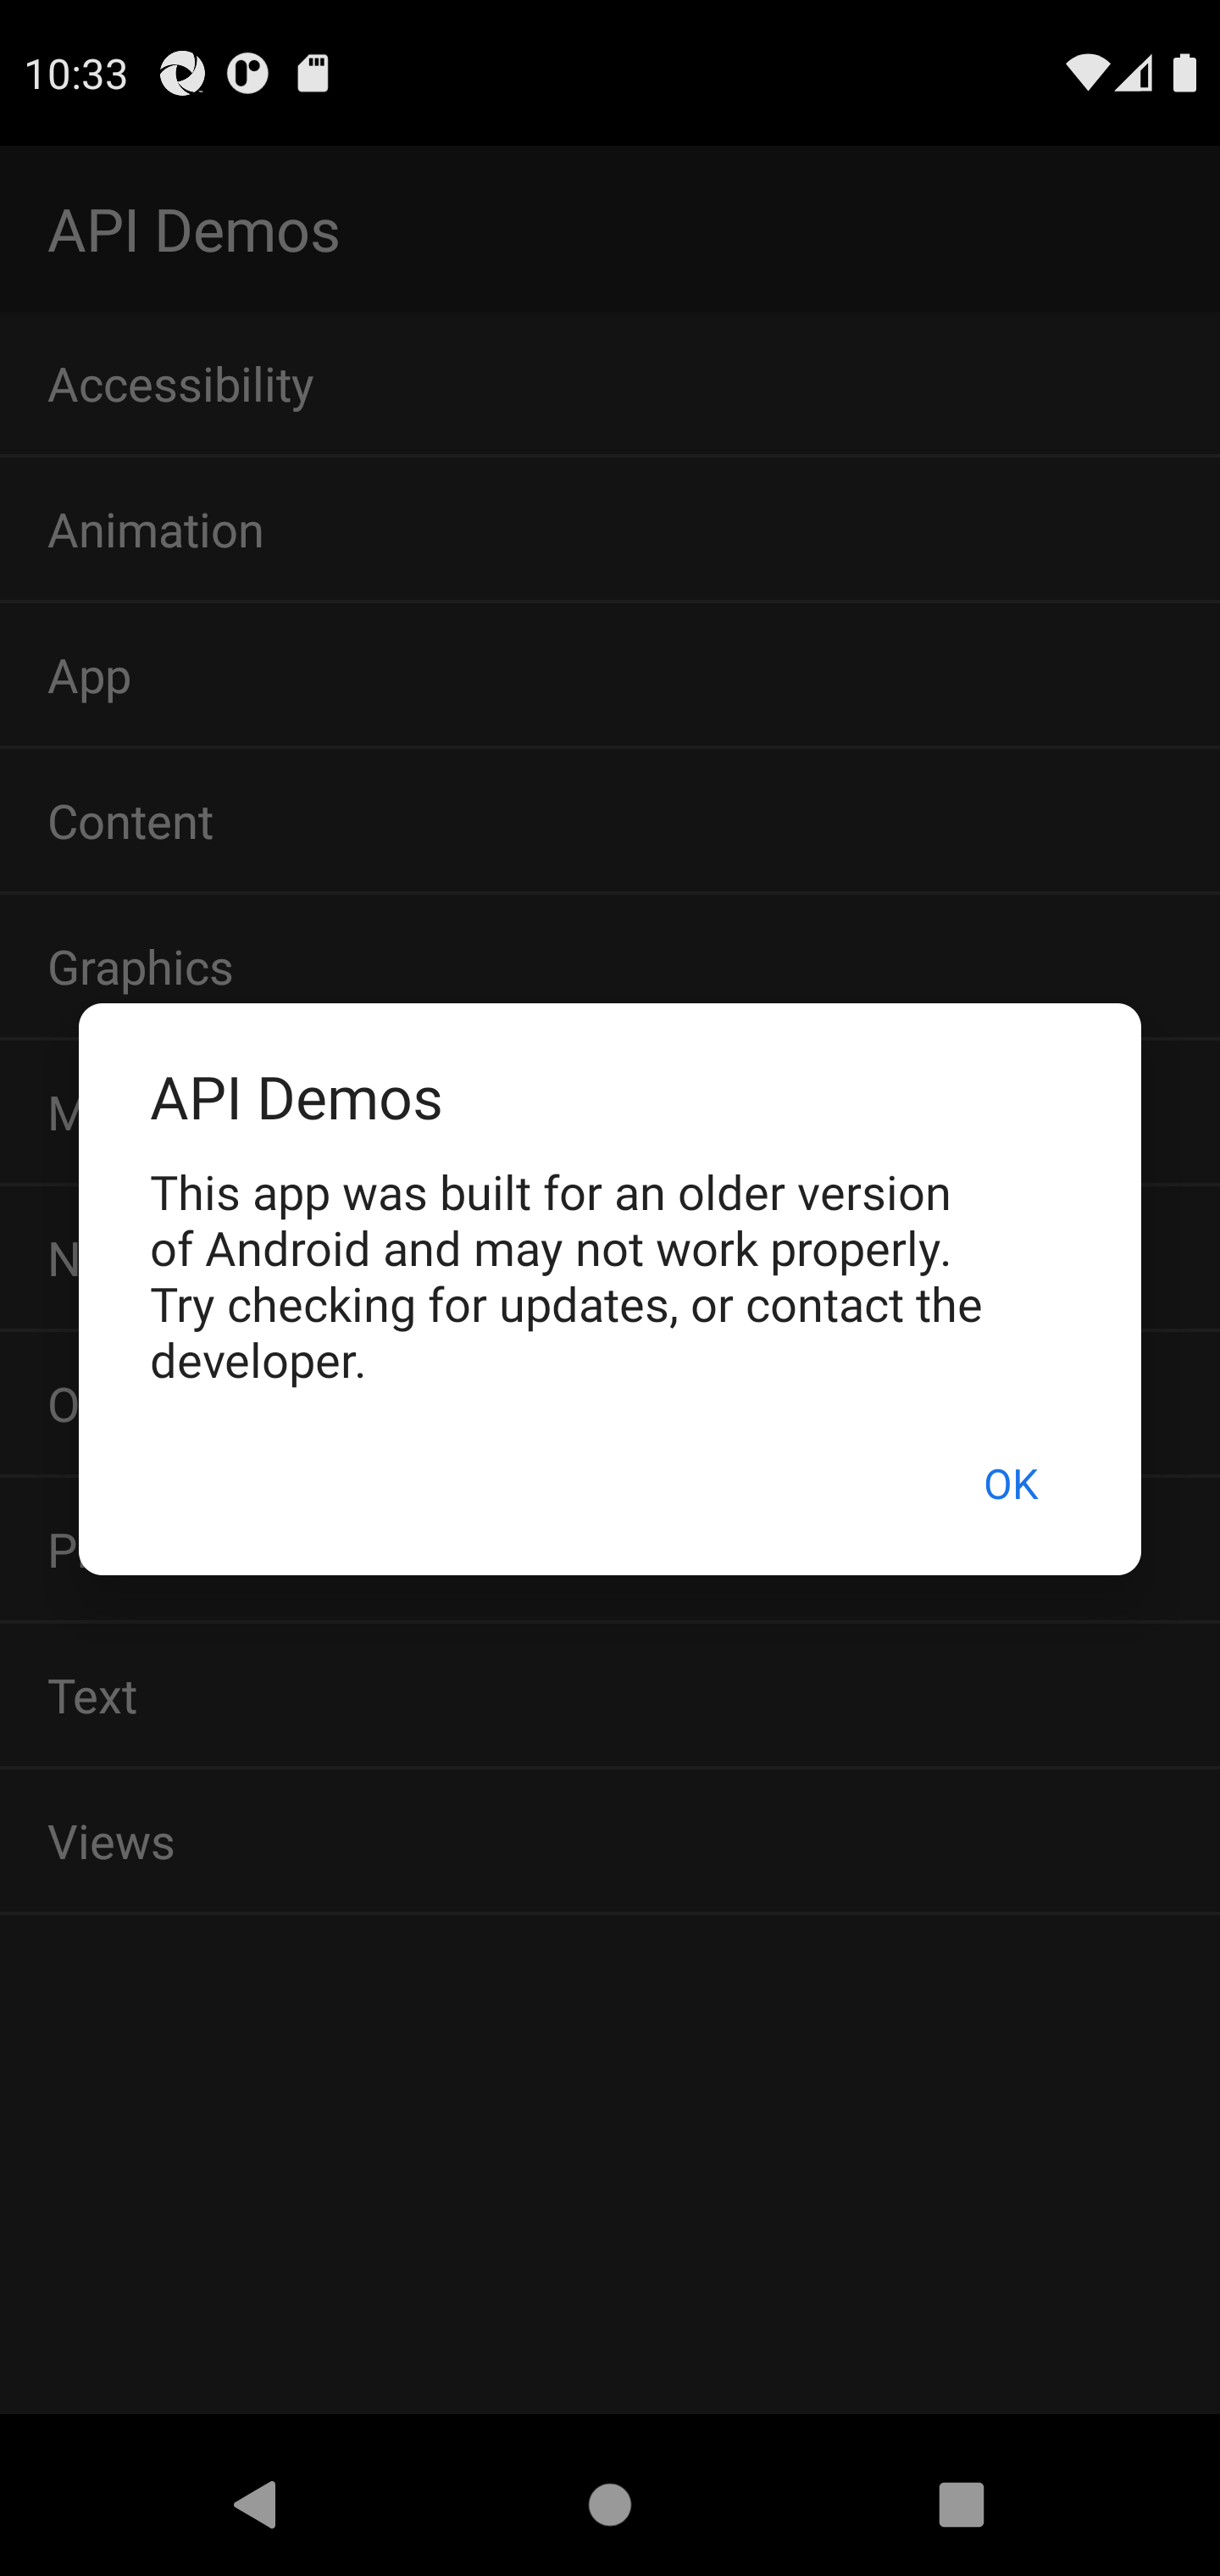 10:33
API Demos
Accessibility
Animation
App
Content
Graphics
API Demos
This app was built for an older version
of Android and may not work properly.
Try checking for updates, or contact the
developer.
OK
Text
Views